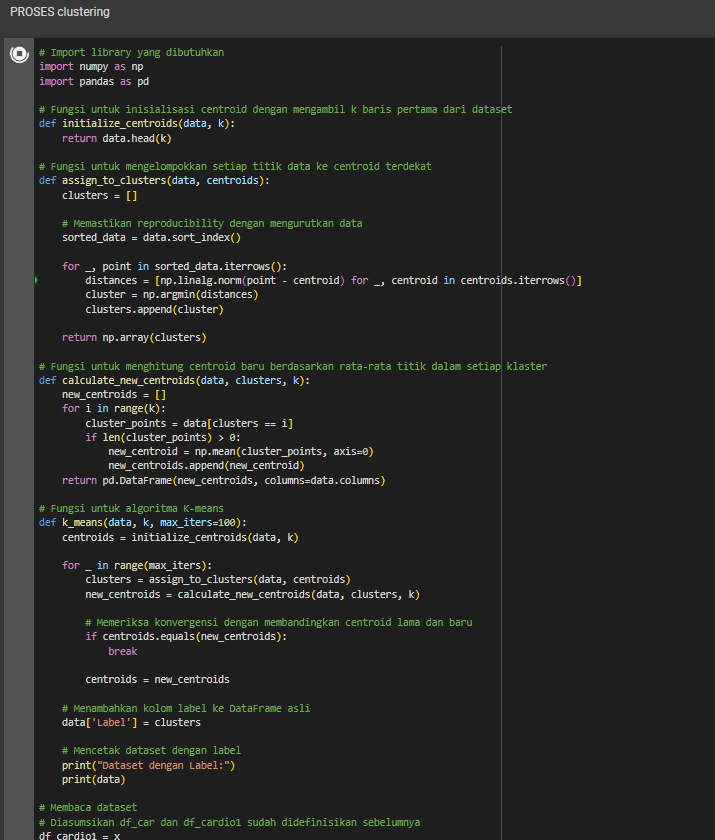 PROSES clustering
# Import library yang dibutuhkan
import numpy as np
import pandas as pd
# Fungsi untuk inisialisasi centroid dengan mengambil k baris pertama dari dataset
def initialize_centroids(data, k):
    return data.head(k)
# Fungsi untuk mengelompokkan setiap titik data ke centroid terdekat
def assign_to_clusters(data, centroids):
    clusters = []
    # Memastikan reproducibility dengan mengurutkan data
    sorted_data = data.sort_index()
    for _, point in sorted_data.iterrows():
        distances = [np.linalg.norm(point - centroid) for _, centroid in centroids.iterrows()]
        cluster = np.argmin(distances)
        clusters.append(cluster)
    return np.array(clusters)
# Fungsi untuk menghitung centroid baru berdasarkan rata-rata titik dalam setiap klaster
def calculate_new_centroids(data, clusters, k):
    new_centroids = []
    for i in range(k):
        cluster_points = data[clusters == i]
        if len(cluster_points) > 0:
            new_centroid = np.mean(cluster_points, axis=0)
            new_centroids.append(new_centroid)
    return pd.DataFrame(new_centroids, columns=data.columns)
# Fungsi untuk algoritma K-means
def k_means(data, k, max_iters=100):
    centroids = initialize_centroids(data, k)
    for _ in range(max_iters):
        clusters = assign_to_clusters(data, centroids)
        new_centroids = calculate_new_centroids(data, clusters, k)
        # Memeriksa konvergensi dengan membandingkan centroid lama dan baru
        if centroids.equals(new_centroids):
            break
        centroids = new_centroids
    # Menambahkan kolom label ke DataFrame asli
    data['Label'] = clusters
    # Mencetak dataset dengan label
    print("Dataset dengan Label:")
    print(data)
# Membaca dataset
# Diasumsikan df_car dan df_cardio1 sudah didefinisikan sebelumnya
df_cardio1 = x